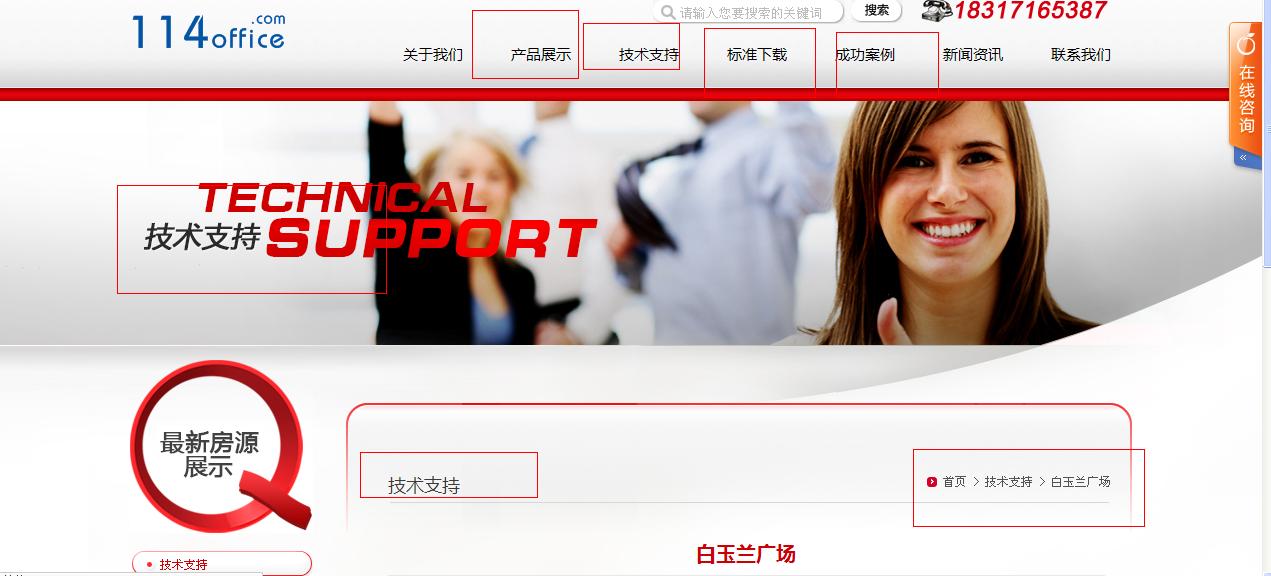 114office.com
请输入您要搜索的关键词
搜索
18317165387
关于我们 产品展示 技术支持 标准下载 成功案例 新闻资讯 联系我们
在线咨询
«
TECHNICAL
技术支持 SUPPORT
最新房源
展示
技术支持
首页 > 技术支持 > 白玉兰广场
白玉兰广场
技术支持